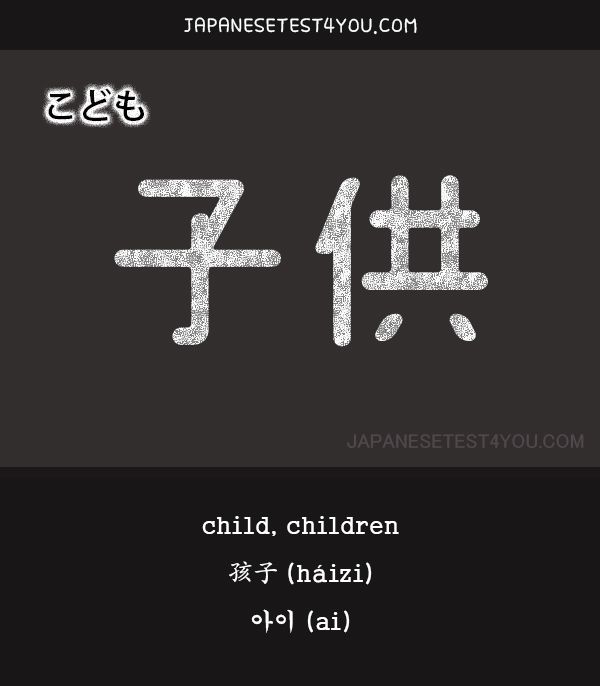 JAPANESETEST4YOU.COM
こども
子供
JAPANESETEST4YOU.COM
child, children
孩子 (háizi)
아이 (ai)